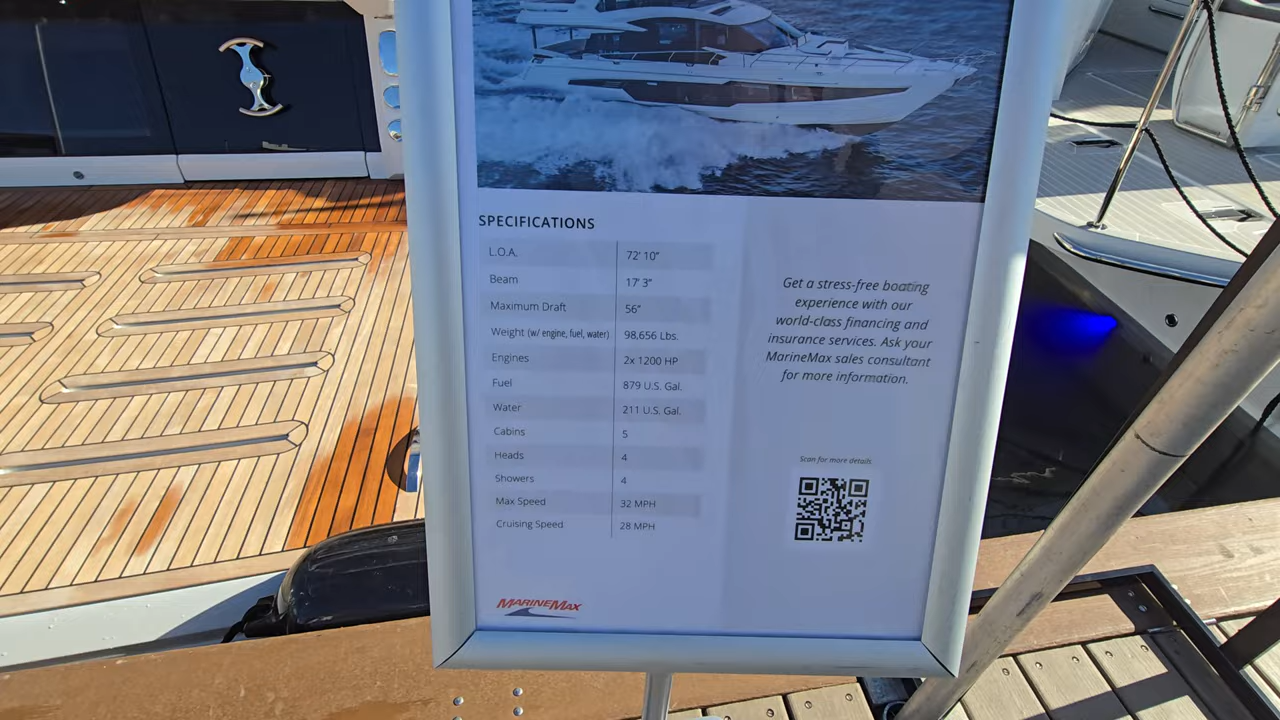 SPECIFICATIONS
L.O.A. 72' 10"
Beam 17' 3"
Maximum Draft 56"
Weight (w/ engine, fuel, water) 98,656 Lbs.
Engines 2x 1200 HP
Fuel 879 U.S. Gal.
Water 211 U.S. Gal.
Cabins 5
Heads 4
Showers 4
Max Speed 32 MPH
Cruising Speed 28 MPH
Get a stress-free boating
experience with our
world-class financing and
insurance services. Ask your
MarineMax sales consultant
for more information.
Scan for more details
MARINEMAX